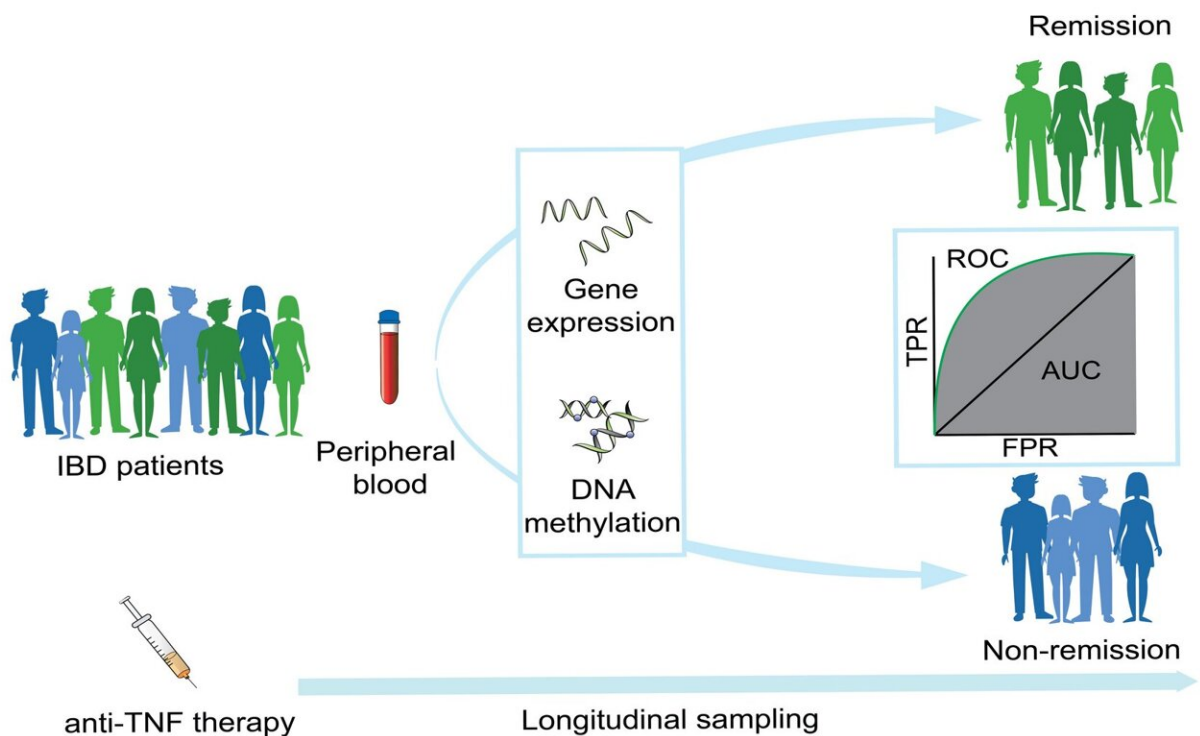 Remission
Gene
expression
ROC
TPR
AUC
FPR
IBD patients
Peripheral
blood
DNA
methylation
Non-remission
anti-TNF therapy
Longitudinal sampling